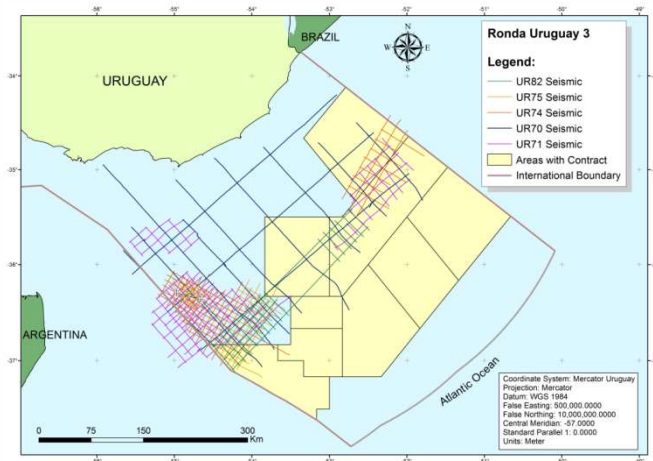 -56°
-55°
-54°
-53°
-52°
-51°
-50°
-49°
BRAZIL
N
W E
S
URUGUAY
Ronda Uruguay 3
Legend:
UR82 Seismic
UR75 Seismic
UR74 Seismic
UR70 Seismic
UR71 Seismic
Areas with Contract
International Boundary
-34°
-35°
-36°
-37°
ARGENTINA
Atlantic Ocean
Coordinate System: Mercator Uruguay
Projection: Mercator
Datum: WGS 1984
False Easting: 500,000.0000
False Northing: 10,000,000.0000
Central Meridian: -57.0000
Standard Parallel 1: 0.0000
Units: Meter
0 75 150 300
Km